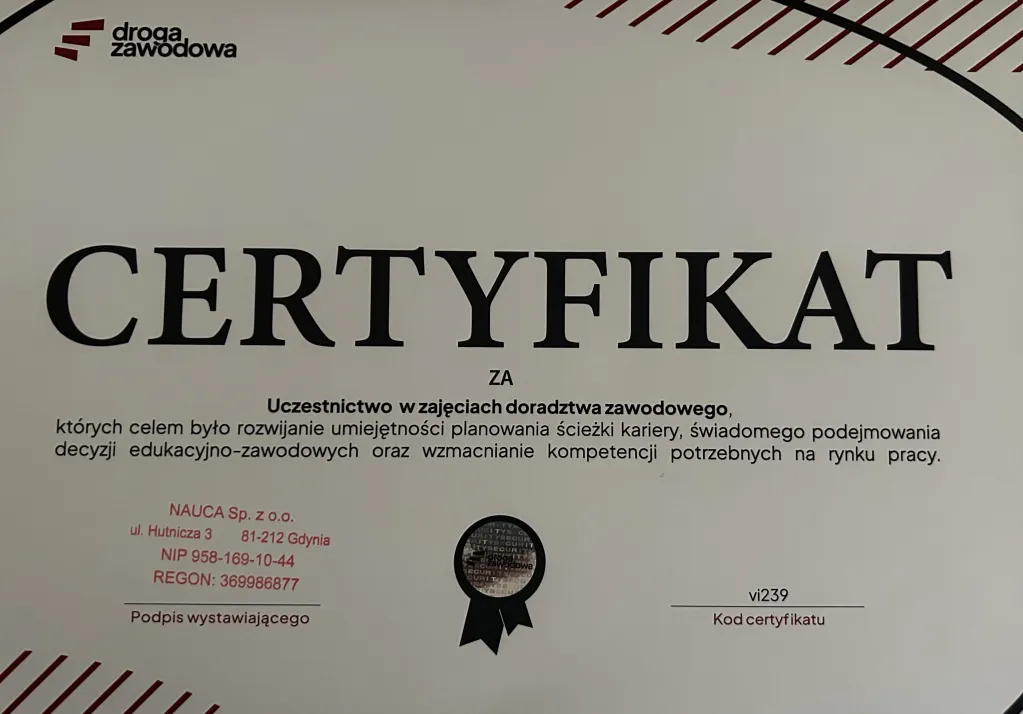 droga
zawodowa
CERTYFIKAT
ZA
Uczestnictwo w zajęciach doradztwa zawodowego,
których celem było rozwijanie umiejętności planowania ścieżki kariery, świadomego podejmowania
decyzji edukacyjno-zawodowych oraz wzmacnianie kompetencji potrzebnych na rynku pracy.
NAUCA Sp. z o.o.
ul. Hutnicza 3 81-212 Gdynia
NIP 958-169-10-44
REGON: 369986877
Podpis wystawiającego
droga
zawodowa
vi239
Kod certyfikatu